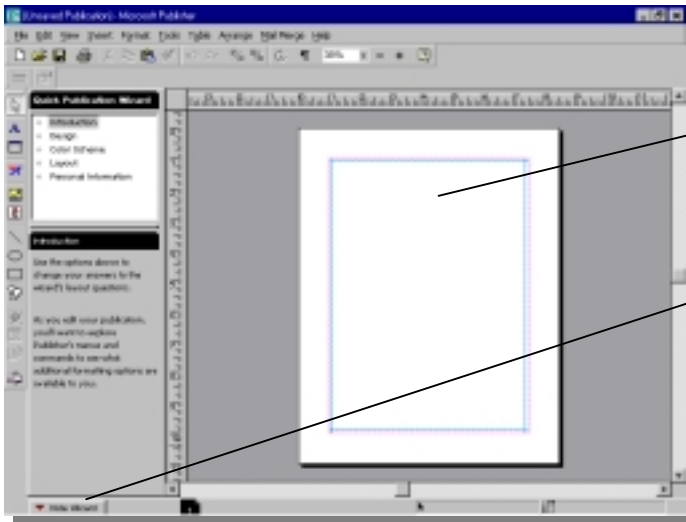 [Unsaved Publication] - Microsoft Publisher
File Edit View Insert Format Tools Table Arrange Mail Merge Help
Quick Publication Wizard
Introduction
Design
Color Scheme
Layout
Personal Information
Introduction
Use the options above to
change your answers to the
wizard's layout questions.
As you edit your publication,
you'll want to explore
Publisher's menus and
commands to see what
additional formatting options are
available to you.
Hide Wizard